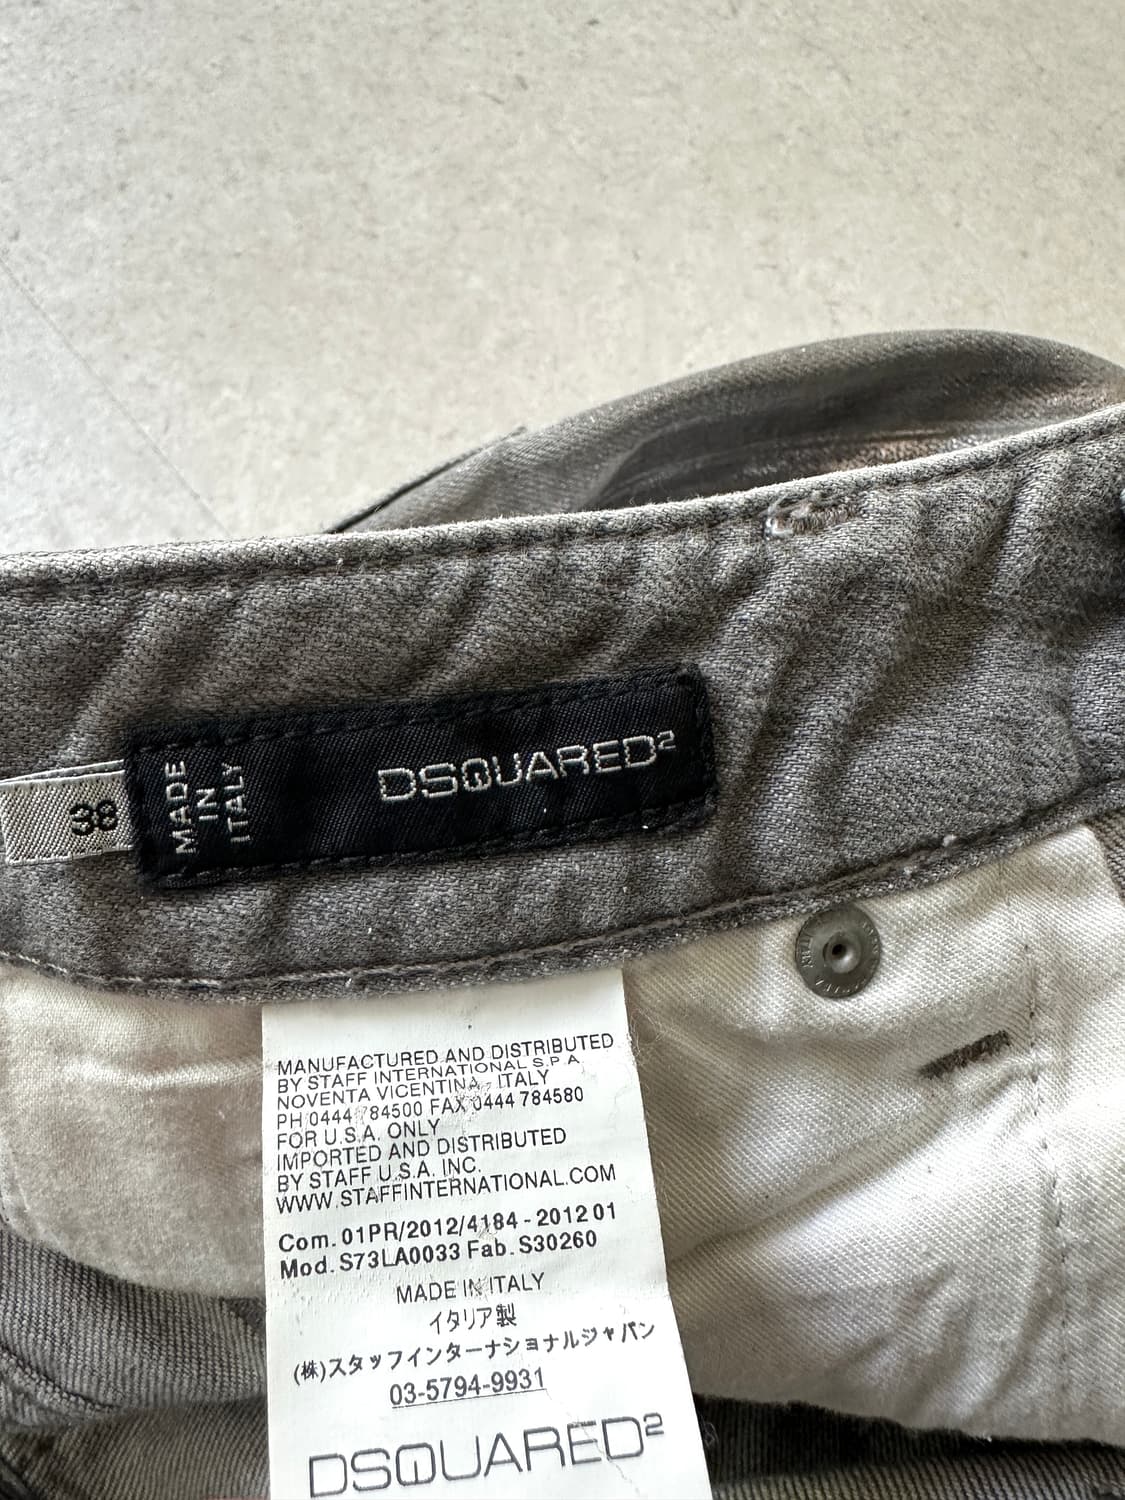 38
MADE
IN
ITALY
DSQUARED2
MANUFACTURED AND DISTRIBUTED
BY STAFF INTERNATIONAL S.P.A.
NOVENTA VICENTINA, ITALY
PH 0444 784500 FAX 0444 784580
FOR U.S.A. ONLY
IMPORTED AND DISTRIBUTED
BY STAFF U.S.A. INC.
WWW.STAFFINTERNATIONAL.COM
Com. 01PR/2012/4184 - 2012 01
Mod. S73LA0033 Fab. S30260
MADE IN ITALY
イタリア製
(株)スタッフインターナショナルジャパン
03-5794-9931
DSQUARED2